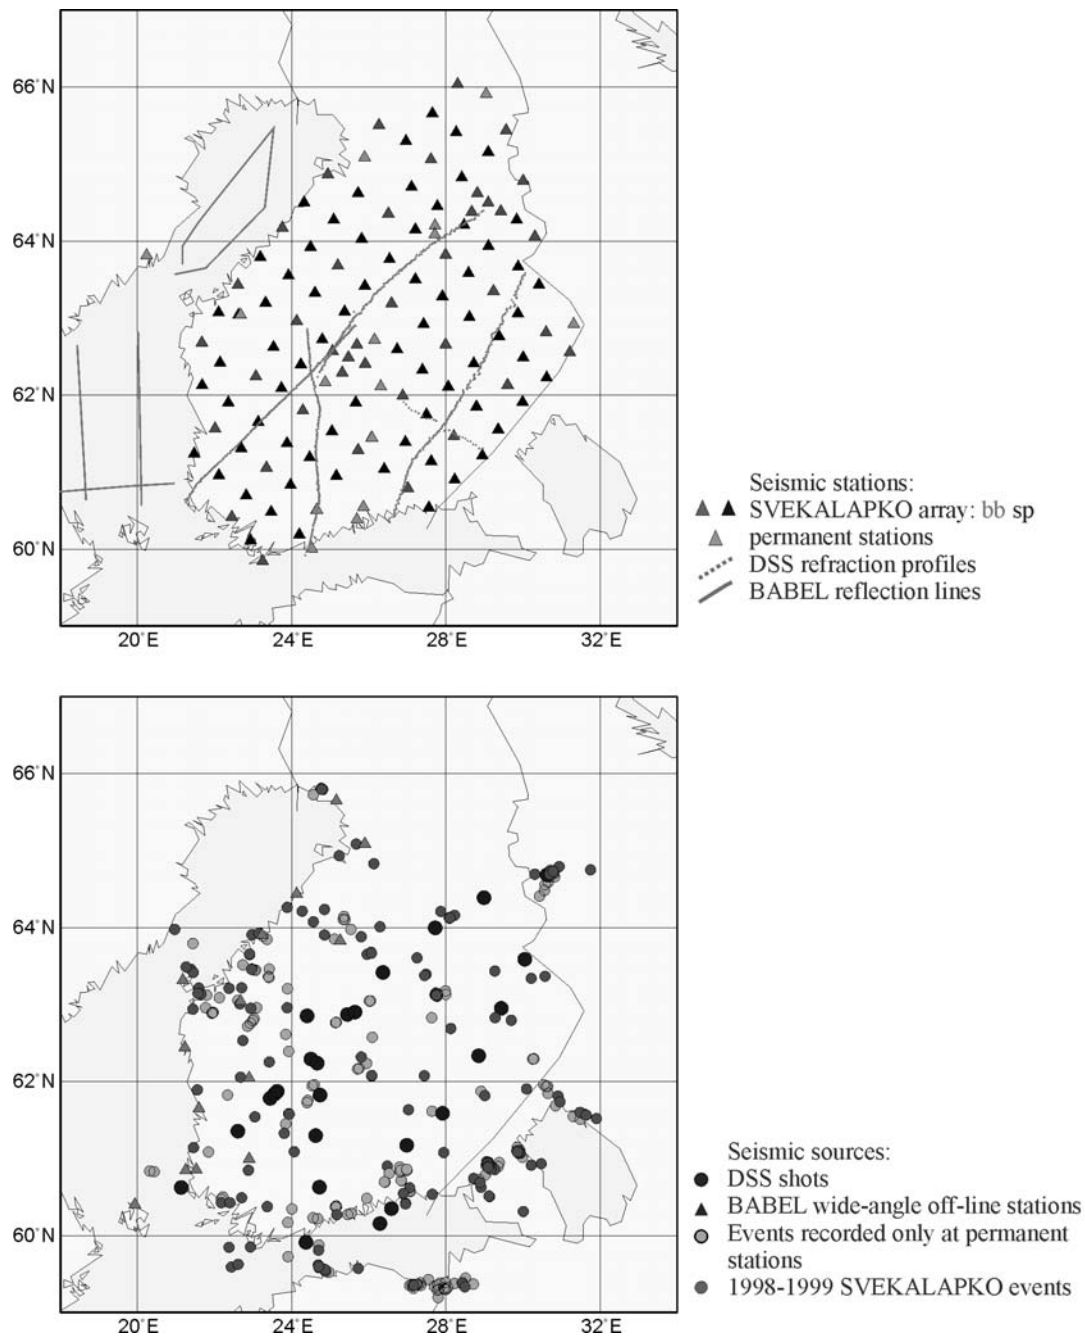 66°N
64°N
62°N
60°N
20°E 24°E 28°E 32°E
Seismic stations:
SVEKALAPKO array: bb sp
permanent stations
DSS refraction profiles
BABEL reflection lines
66°N
64°N
62°N
60°N
20°E 24°E 28°E 32°E
Seismic sources:
DSS shots
BABEL wide-angle off-line stations
Events recorded only at permanent
stations
1998-1999 SVEKALAPKO events